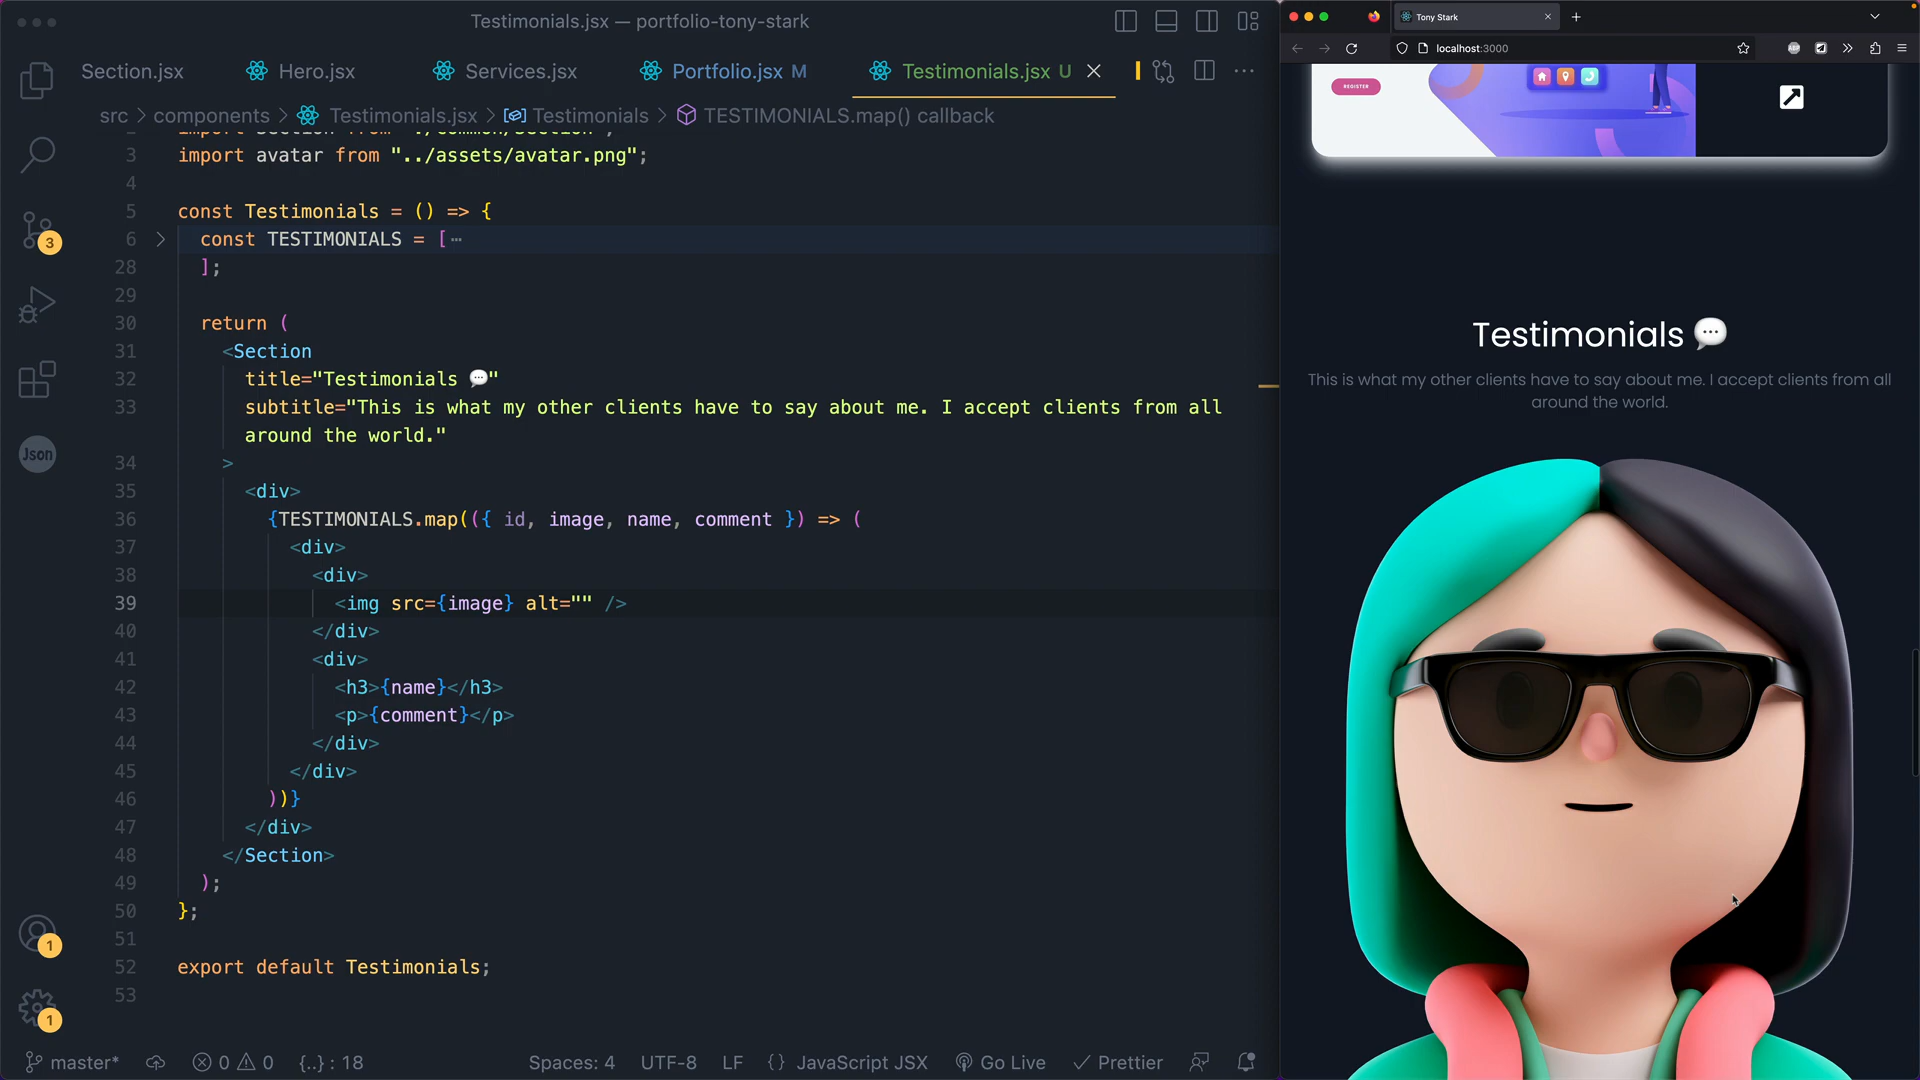 Testimonials.jsx — portfolio-tony-stark
Section.jsx
Hero.jsx
Services.jsx
Portfolio.jsx M
Testimonials.jsx U
src > components > Testimonials.jsx > Testimonials > TESTIMONIALS.map() callback
3 import avatar from "../assets/avatar.png";
4
5 const Testimonials = () => {
6 const TESTIMONIALS = [ ⋯
28 ];
29
30 return (
31 <Section
32 title="Testimonials 💬"
33 subtitle="This is what my other clients have to say about me. I accept clients from all
around the world."
34 >
35 <div>
36 {TESTIMONIALS.map(({ id, image, name, comment }) => (
37 <div>
38 <div>
39 <img src={image} alt="" />
40 </div>
41 <div>
42 <h3>{name}</h3>
43 <p>{comment}</p>
44 </div>
45 </div>
46 ))}
47 </div>
48 </Section>
49 );
50 };
51
52 export default Testimonials;
53
3
Json
1
1
master*
0 0
{..} : 18
Spaces: 4
UTF-8
LF
{} JavaScript JSX
Go Live
Prettier
Tony Stark
localhost:3000
REGISTER
Testimonials 💬
This is what my other clients have to say about me. I accept clients from all
around the world.